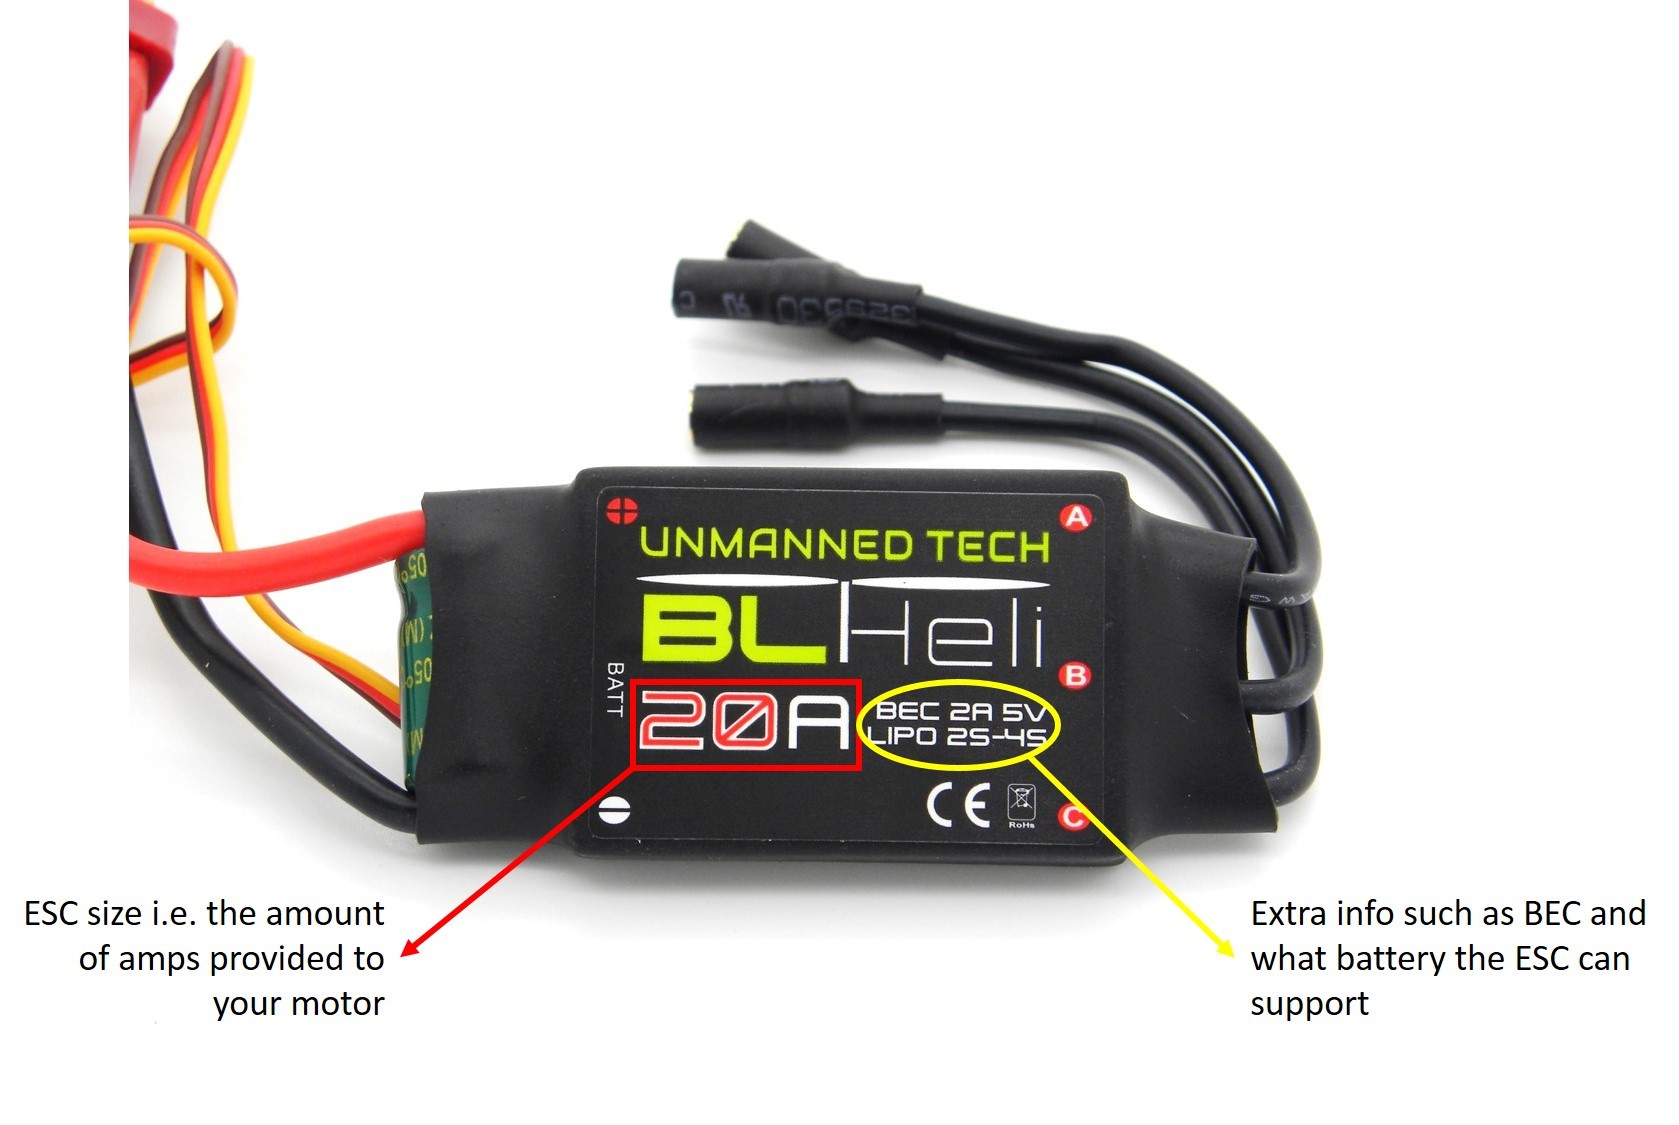 UNMANNED TECH
BLHeli
BATT
20A
BEC 2A 5V
LIPO 2S-4S
CE
RoHs
A
B
C
ESC size i.e. the amount
of amps provided to
your motor
Extra info such as BEC and
what battery the ESC can
support